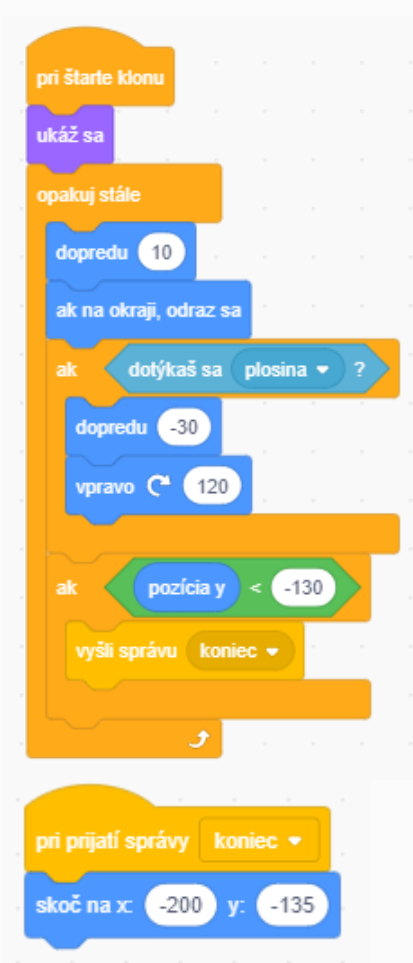 pri štarte klonu
ukáž sa
opakuj stále
dopredu 10
ak na okraji, odraz sa
ak dotýkaš sa plosina ?
dopredu -30
vpravo 120
ak pozícia y < -130
vyšli správu koniec
pri prijatí správy koniec
skoč na x: -200 y: -135